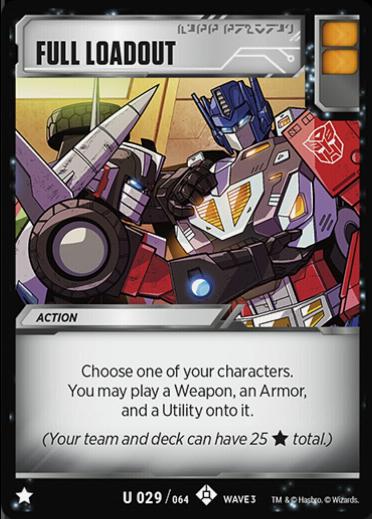 FULL LOADOUT
ACTION
Choose one of your characters.
You may play a Weapon, an Armor,
and a Utility onto it.
(Your team and deck can have 25 ★ total.)
U 029 / 064 WAVE 3 TM & © Hasbro. © Wizards.